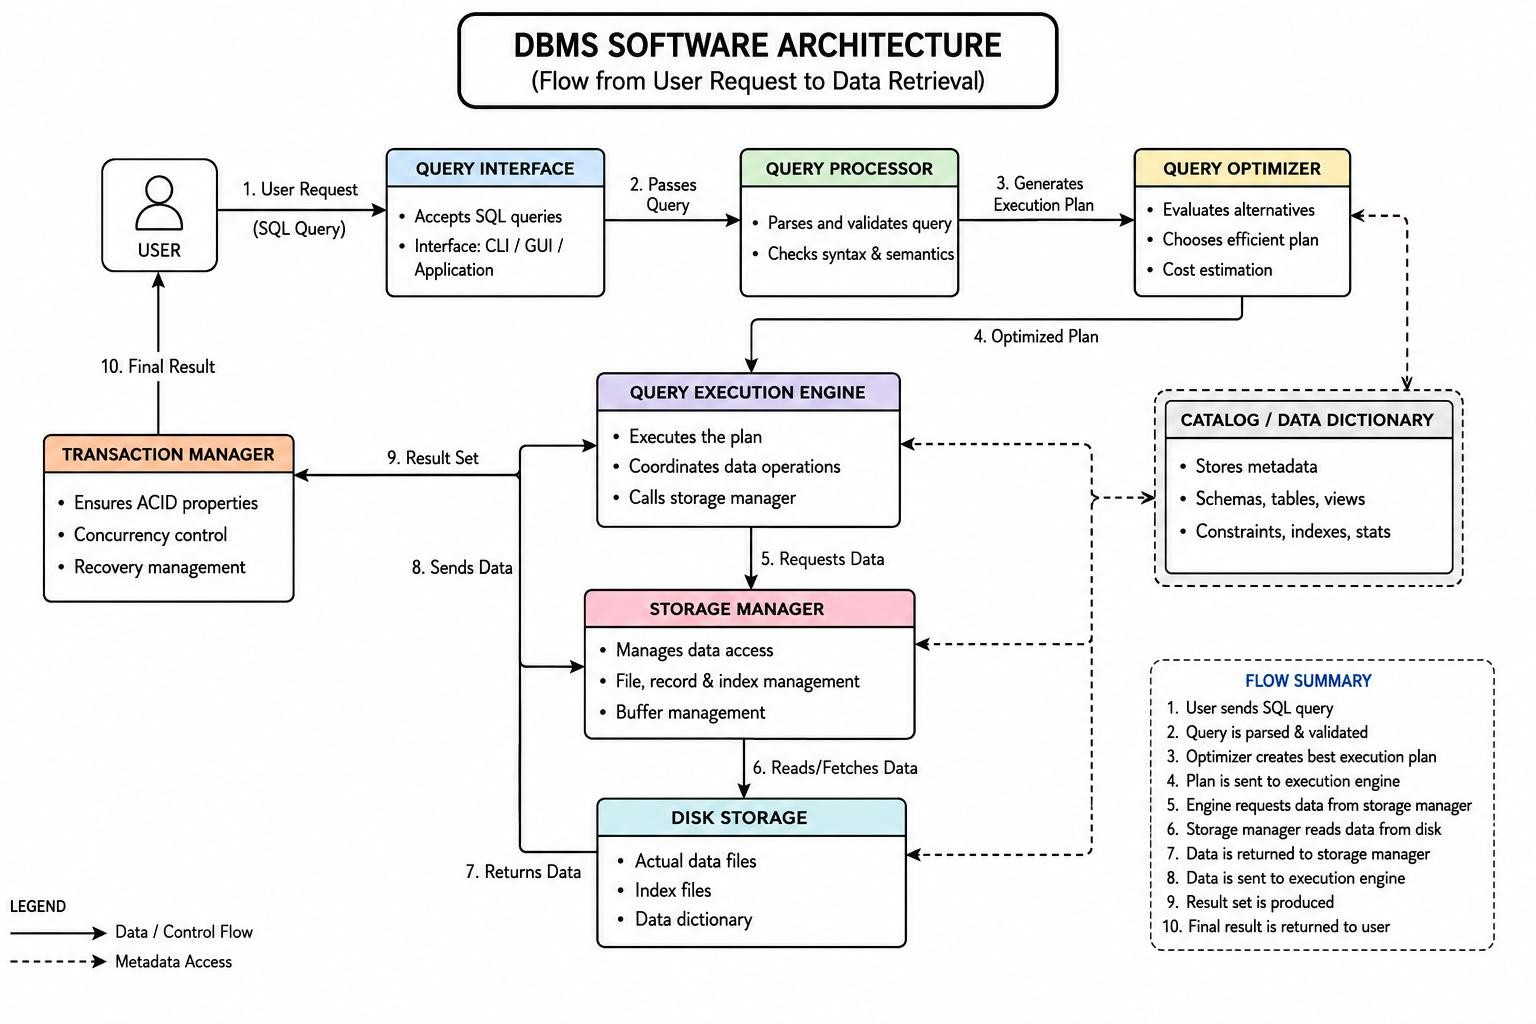 DBMS SOFTWARE ARCHITECTURE
(Flow from User Request to Data Retrieval)
USER
1. User Request
(SQL Query)
QUERY INTERFACE
• Accepts SQL queries
• Interface: CLI / GUI /
Application
2. Passes
Query
QUERY PROCESSOR
• Parses and validates query
• Checks syntax & semantics
3. Generates
Execution Plan
QUERY OPTIMIZER
• Evaluates alternatives
• Chooses efficient plan
• Cost estimation
4. Optimized Plan
10. Final Result
QUERY EXECUTION ENGINE
• Executes the plan
• Coordinates data operations
• Calls storage manager
CATALOG / DATA DICTIONARY
• Stores metadata
• Schemas, tables, views
• Constraints, indexes, stats
TRANSACTION MANAGER
• Ensures ACID properties
• Concurrency control
• Recovery management
9. Result Set
8. Sends Data
5. Requests Data
STORAGE MANAGER
• Manages data access
• File, record & index management
• Buffer management
6. Reads/Fetches Data
DISK STORAGE
• Actual data files
• Index files
• Data dictionary
7. Returns Data
FLOW SUMMARY
1. User sends SQL query
2. Query is parsed & validated
3. Optimizer creates best execution plan
4. Plan is sent to execution engine
5. Engine requests data from storage manager
6. Storage manager reads data from disk
7. Data is returned to storage manager
8. Data is sent to execution engine
9. Result set is produced
10. Final result is returned to user
LEGEND
Data / Control Flow
Metadata Access